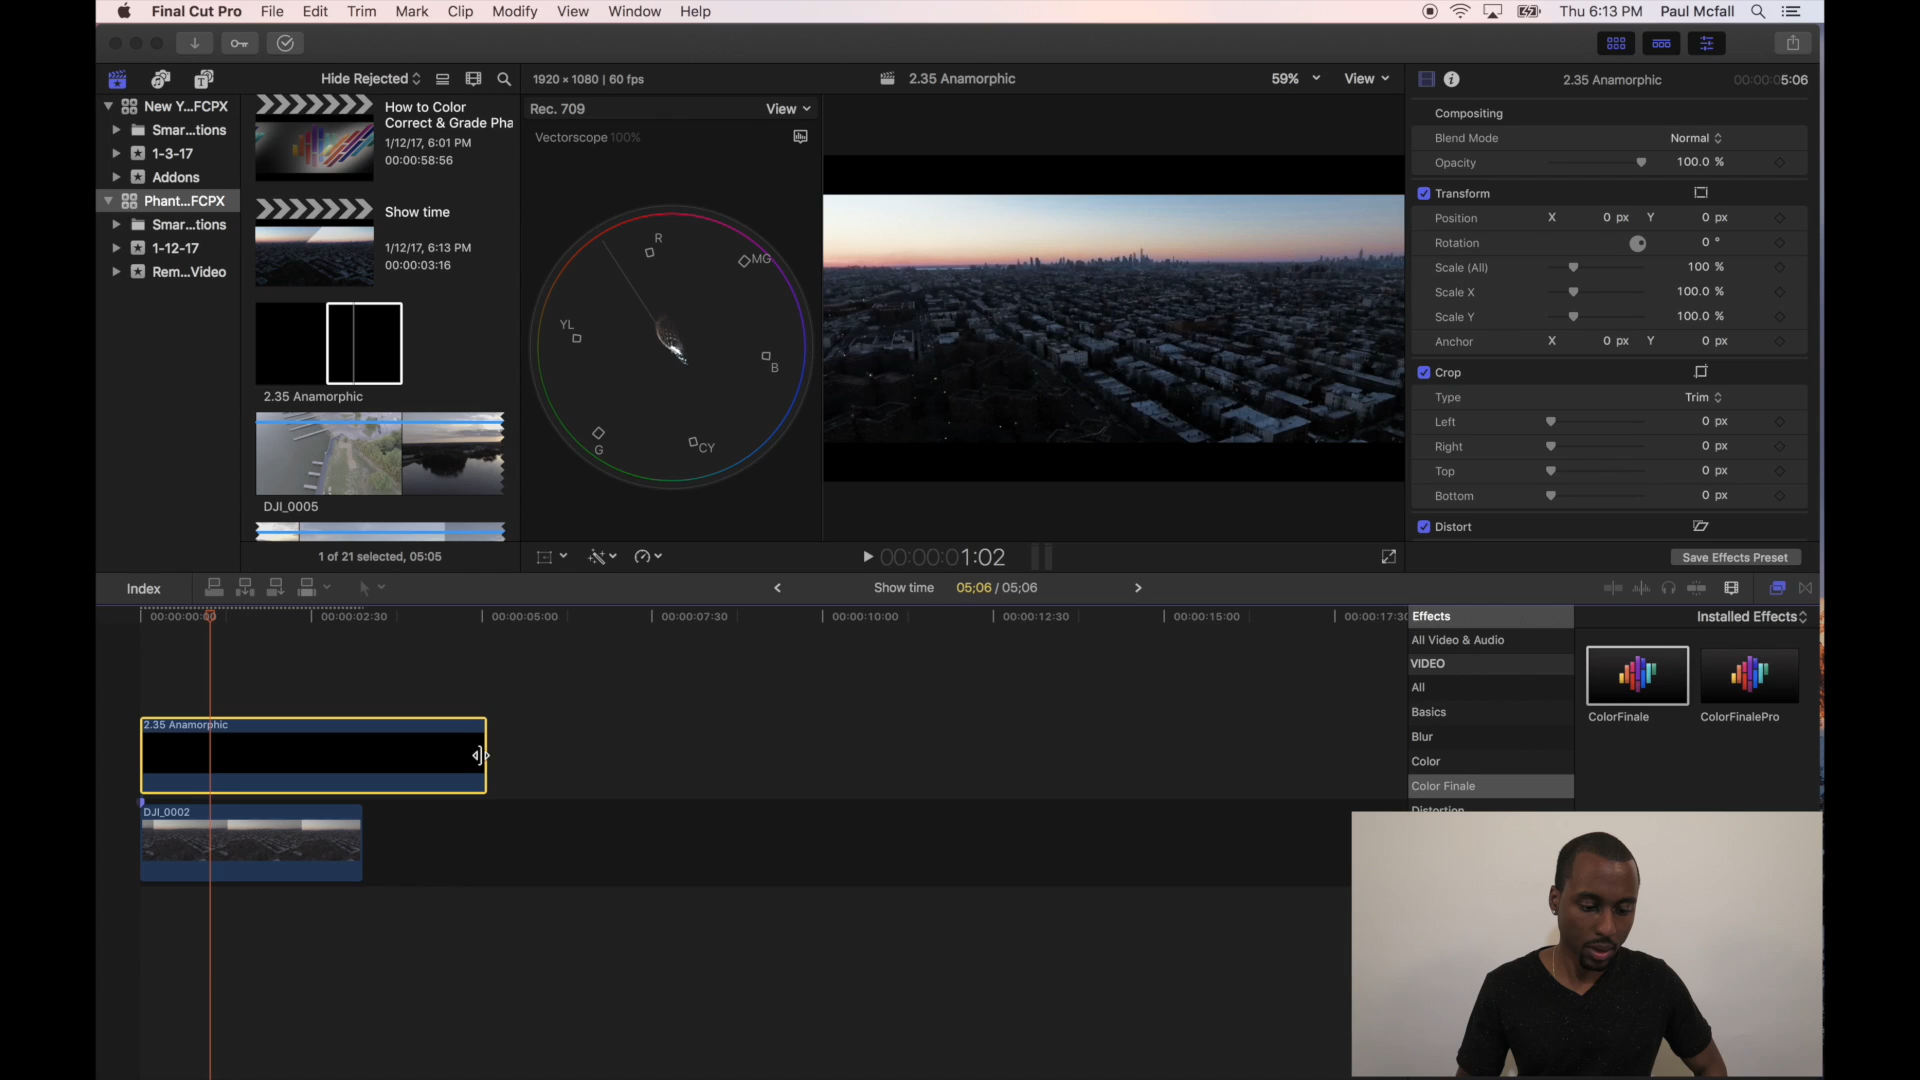 Final Cut Pro File Edit Trim Mark Clip Modify View Window Help Thu 6:13 PM Paul Mcfall
Hide Rejected
1920 × 1080 | 60 fps
2.35 Anamorphic
59% View
2.35 Anamorphic
00:00:05:06
New Y...FCPX
Smar...tions
1-3-17
Addons
Phant...FCPX
Smar...tions
1-12-17
Rem...Video
How to Color
Correct & Grade Pha
1/12/17, 6:01 PM
00:00:58:56
Show time
1/12/17, 6:13 PM
00:00:03:16
2.35 Anamorphic
DJI_0005
1 of 21 selected, 05:05
Rec. 709 View
Vectorscope 100%
R
MG
YL
B
G
CY
Compositing
Blend Mode Normal
Opacity 100.0 %
Transform
Position X 0 px Y 0 px
Rotation 0 °
Scale (All) 100 %
Scale X 100.0 %
Scale Y 100.0 %
Anchor X 0 px Y 0 px
Crop
Type Trim
Left 0 px
Right 0 px
Top 0 px
Bottom 0 px
Distort
Save Effects Preset
00:00:01:02
Index
Show time 05:06 / 05:06
00:00:02:30 00:00:05:00 00:00:07:30 00:00:10:00 00:00:12:30 00:00:15:00 00:00:17:30
2.35 Anamorphic
DJI_0002
Effects
Installed Effects
All Video & Audio
VIDEO
All
Basics
Blur
Color
Color Finale
Distortion
ColorFinale
ColorFinalePro